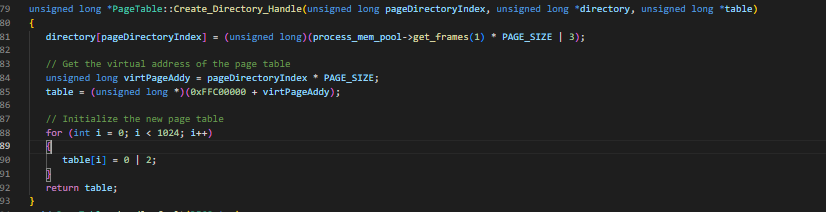 79 unsigned long *PageTable::Create_Directory_Handle(unsigned long pageDirectoryIndex, unsigned long *directory, unsigned long *table)
80 {
81 directory[pageDirectoryIndex] = (unsigned long)(process_mem_pool->get_frames(1) * PAGE_SIZE | 3);
82
83 // Get the virtual address of the page table
84 unsigned long virtPageAddy = pageDirectoryIndex * PAGE_SIZE;
85 table = (unsigned long *)(0xFFC00000 + virtPageAddy);
86
87 // Initialize the new page table
88 for (int i = 0; i < 1024; i++)
89 {
90 table[i] = 0 | 2;
91 }
92 return table;
93 }